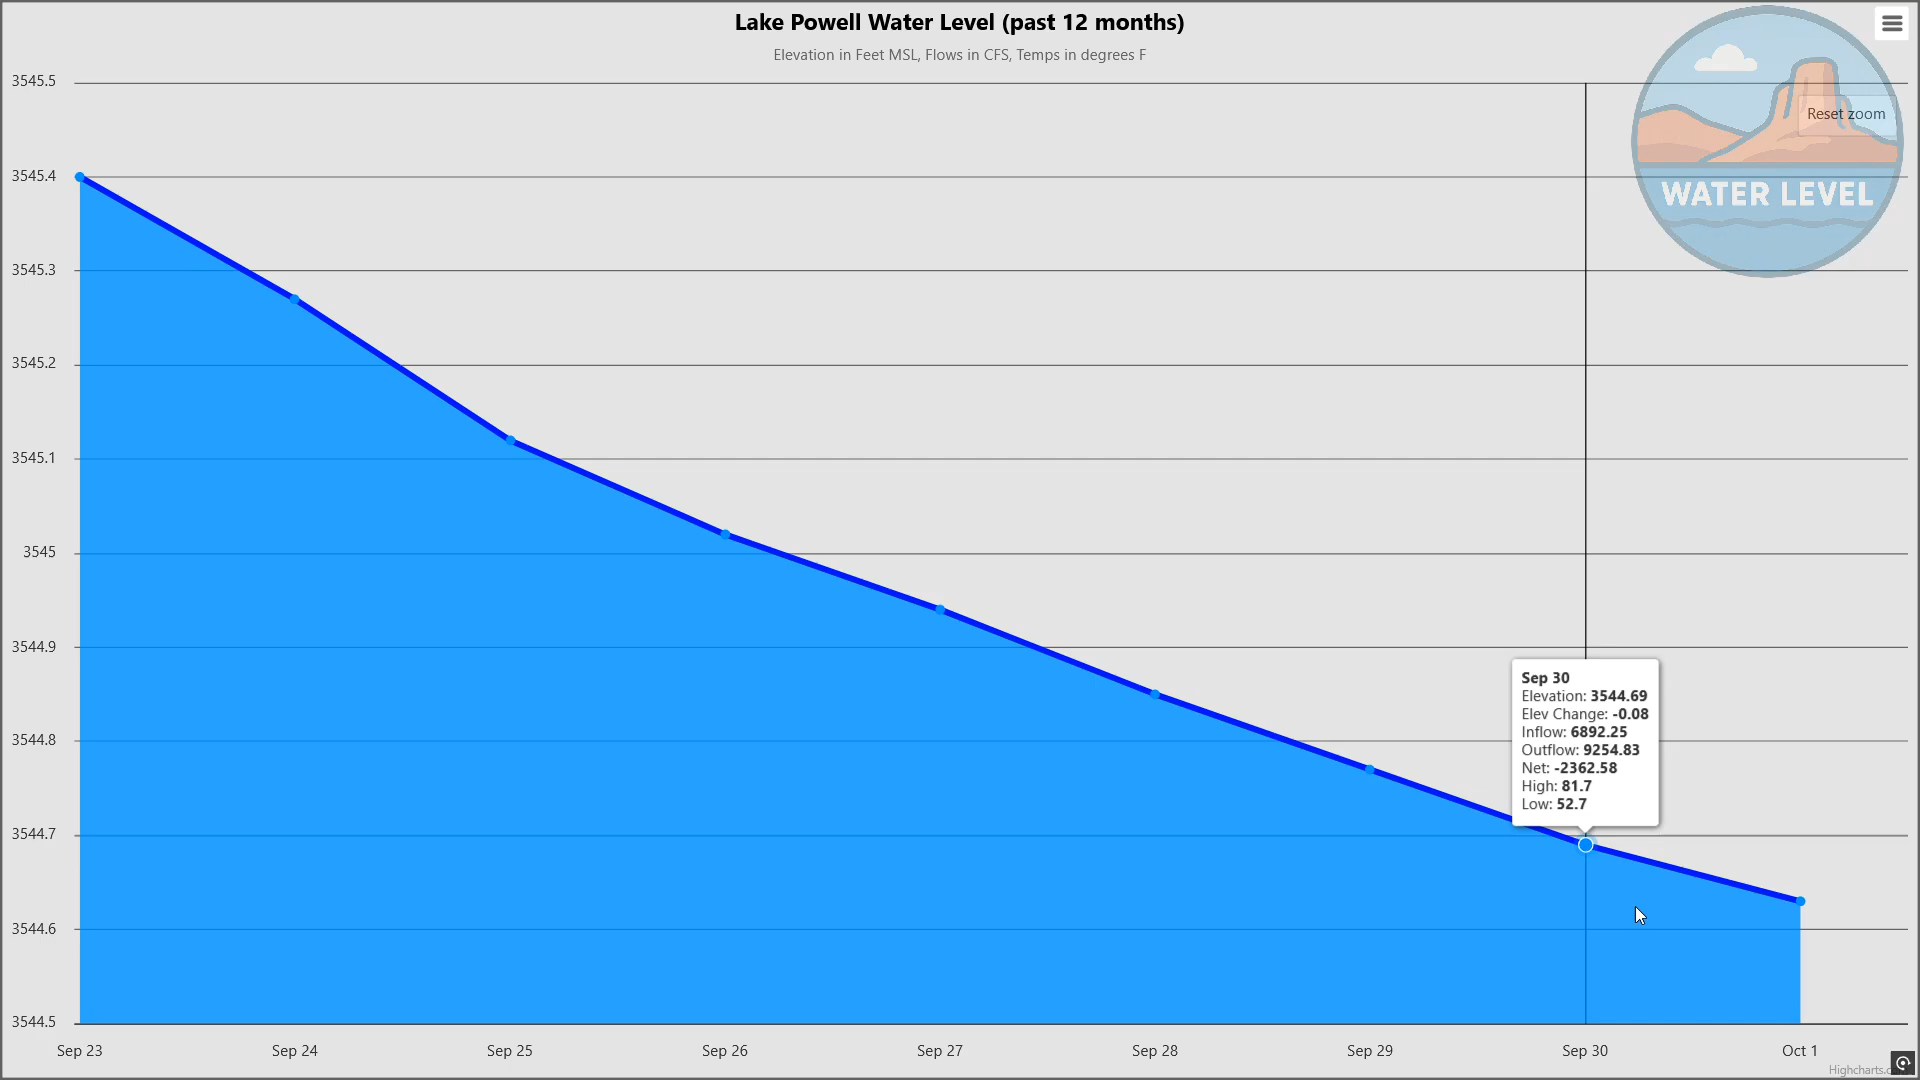 Lake Powell Water Level (past 12 months)
Elevation in Feet MSL, Flows in CFS, Temps in degrees F
Reset zoom
WATER LEVEL
3545.5
3545.4
3545.3
3545.2
3545.1
3545
3544.9
3544.8
3544.7
3544.6
3544.5
Sep 30
Elevation: 3544.69
Elev Change: -0.08
Inflow: 6892.25
Outflow: 9254.83
Net: -2362.58
High: 81.7
Low: 52.7
Sep 23 Sep 24 Sep 25 Sep 26 Sep 27 Sep 28 Sep 29 Sep 30 Oct 1